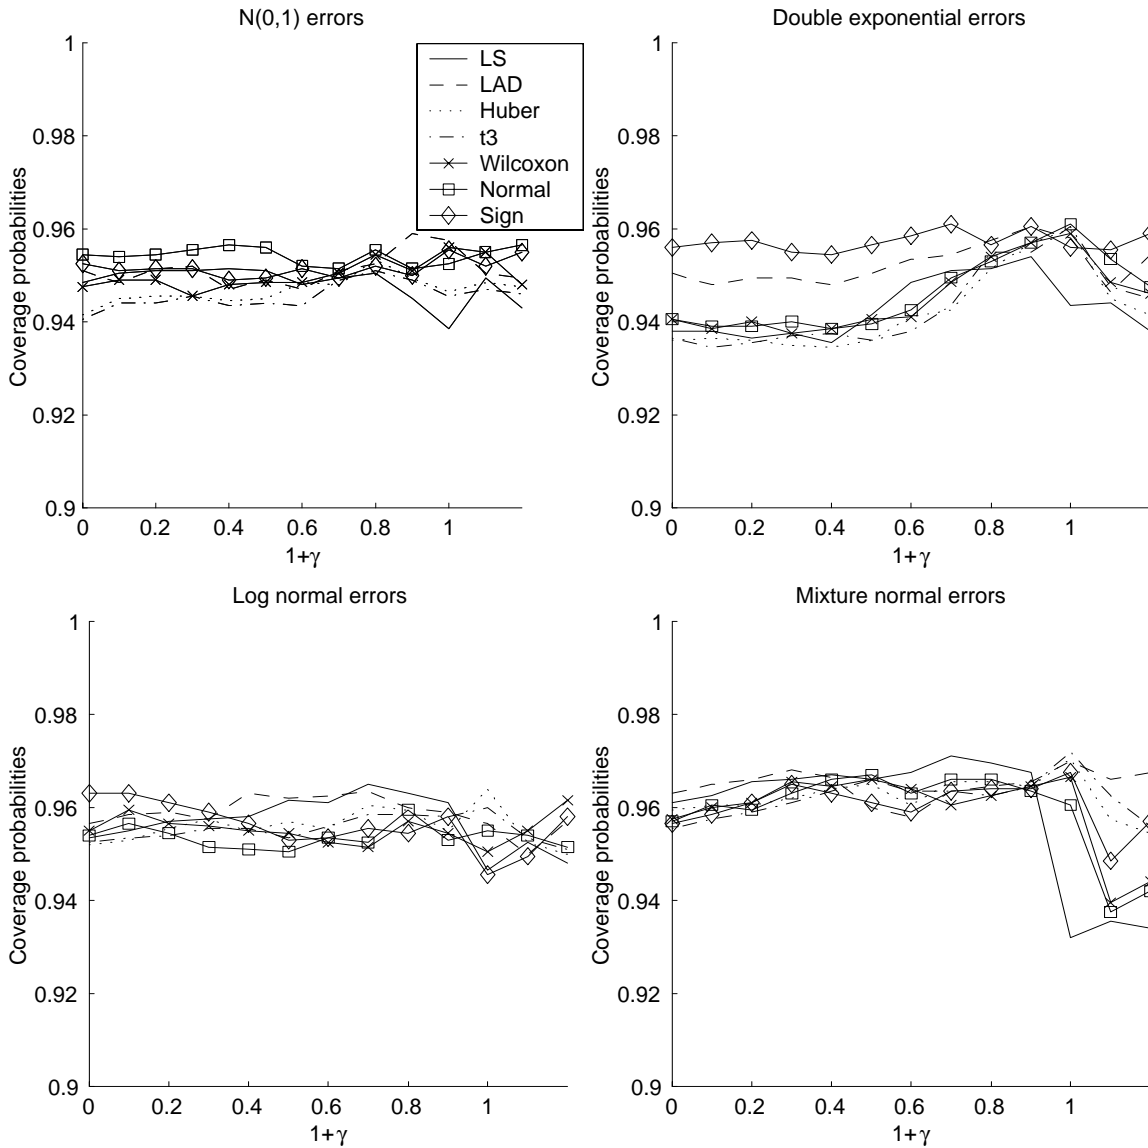 N(0,1) errors
Coverage probabilities
1
0.98
0.96
0.94
0.92
0.9
0 0.2 0.4 0.6 0.8 1
1+γ
LS
LAD
Huber
t3
Wilcoxon
Normal
Sign
Double exponential errors
Coverage probabilities
1
0.98
0.96
0.94
0.92
0.9
0 0.2 0.4 0.6 0.8 1
1+γ
Log normal errors
Coverage probabilities
1
0.98
0.96
0.94
0.92
0.9
0 0.2 0.4 0.6 0.8 1
1+γ
Mixture normal errors
Coverage probabilities
1
0.98
0.96
0.94
0.92
0.9
0 0.2 0.4 0.6 0.8 1
1+γ